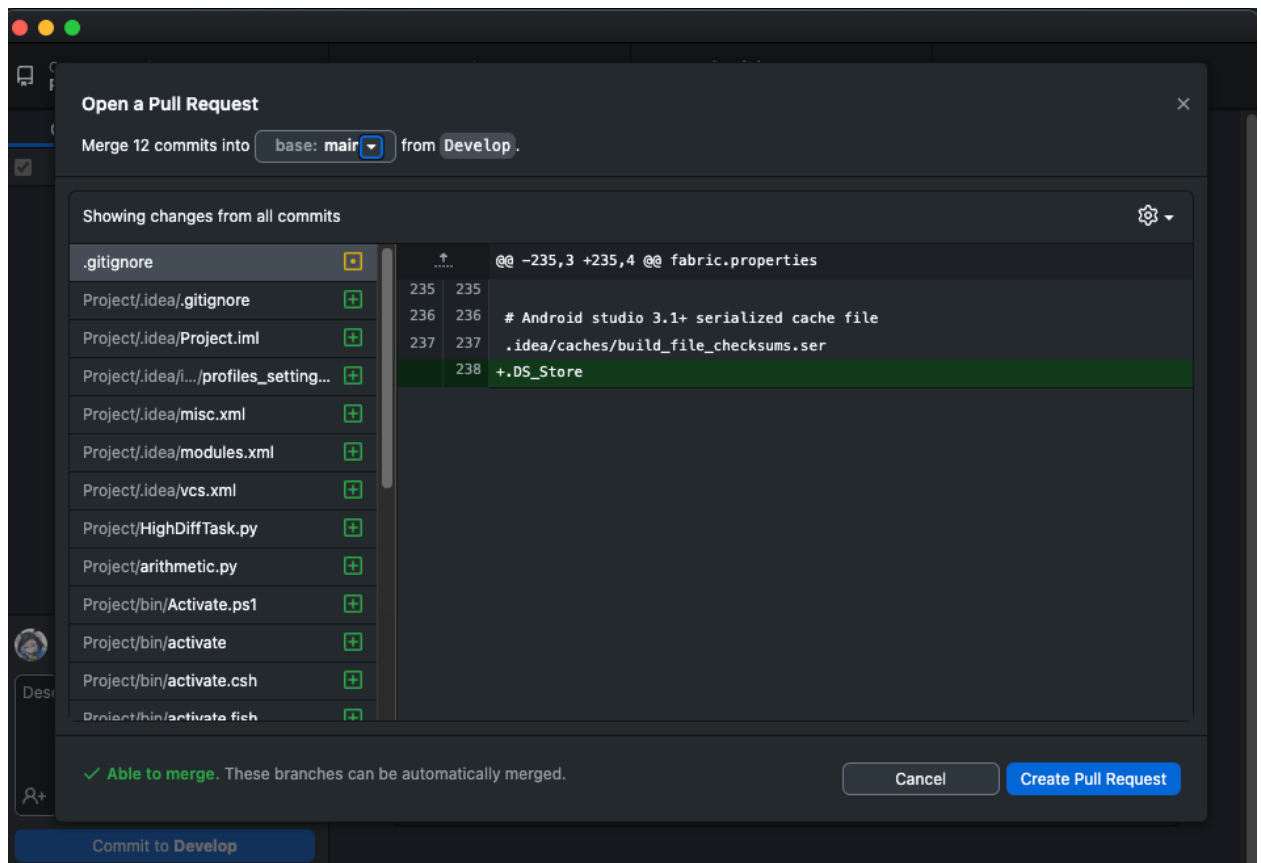 Open a Pull Request
Merge 12 commits into base: main from Develop.
Showing changes from all commits
.gitignore
Project/.idea/.gitignore
Project/.idea/Project.iml
Project/.idea/i.../profiles_setting...
Project/.idea/misc.xml
Project/.idea/modules.xml
Project/.idea/vcs.xml
Project/HighDiffTask.py
Project/arithmetic.py
Project/bin/Activate.ps1
Project/bin/activate
Project/bin/activate.csh
Project/bin/activate.fish
@@ -235,3 +235,4 @@ fabric.properties
235 235
236 236 # Android studio 3.1+ serialized cache file
237 237 .idea/caches/build_file_checksums.ser
238 +.DS_Store
Able to merge. These branches can be automatically merged.
Cancel
Create Pull Request
Commit to Develop